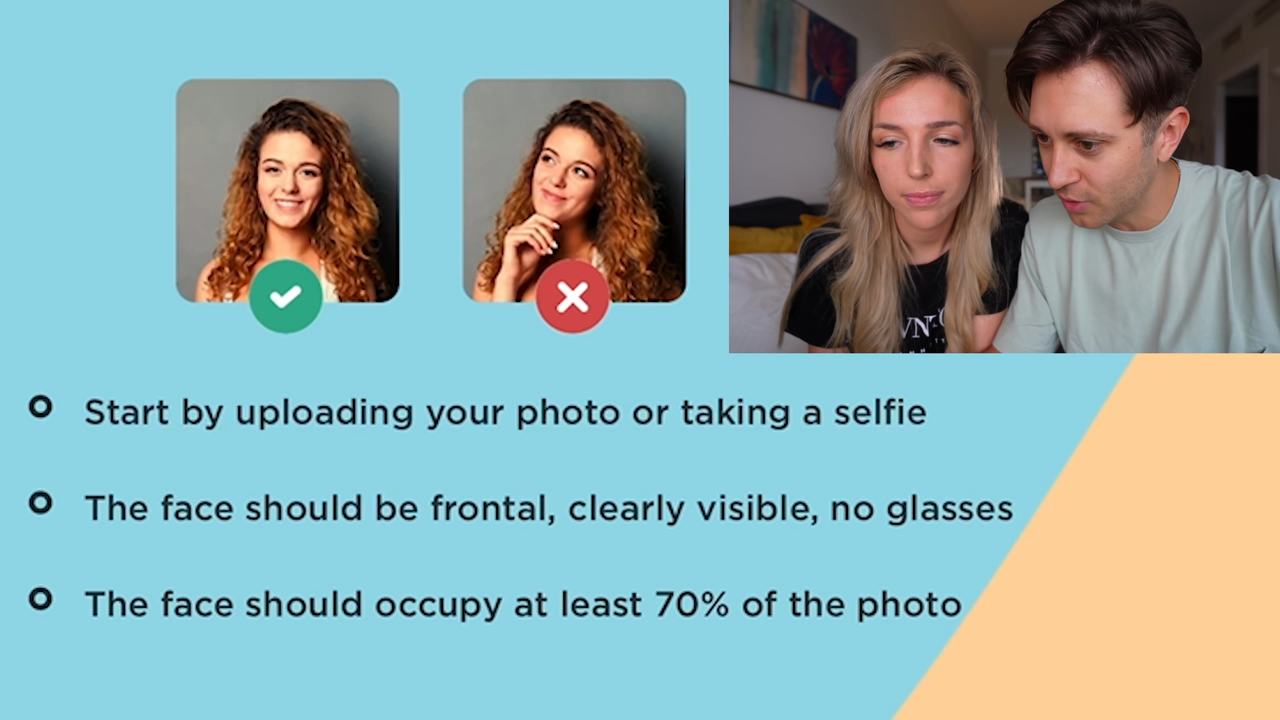 Start by uploading your photo or taking a selfie
The face should be frontal, clearly visible, no glasses
The face should occupy at least 70% of the photo